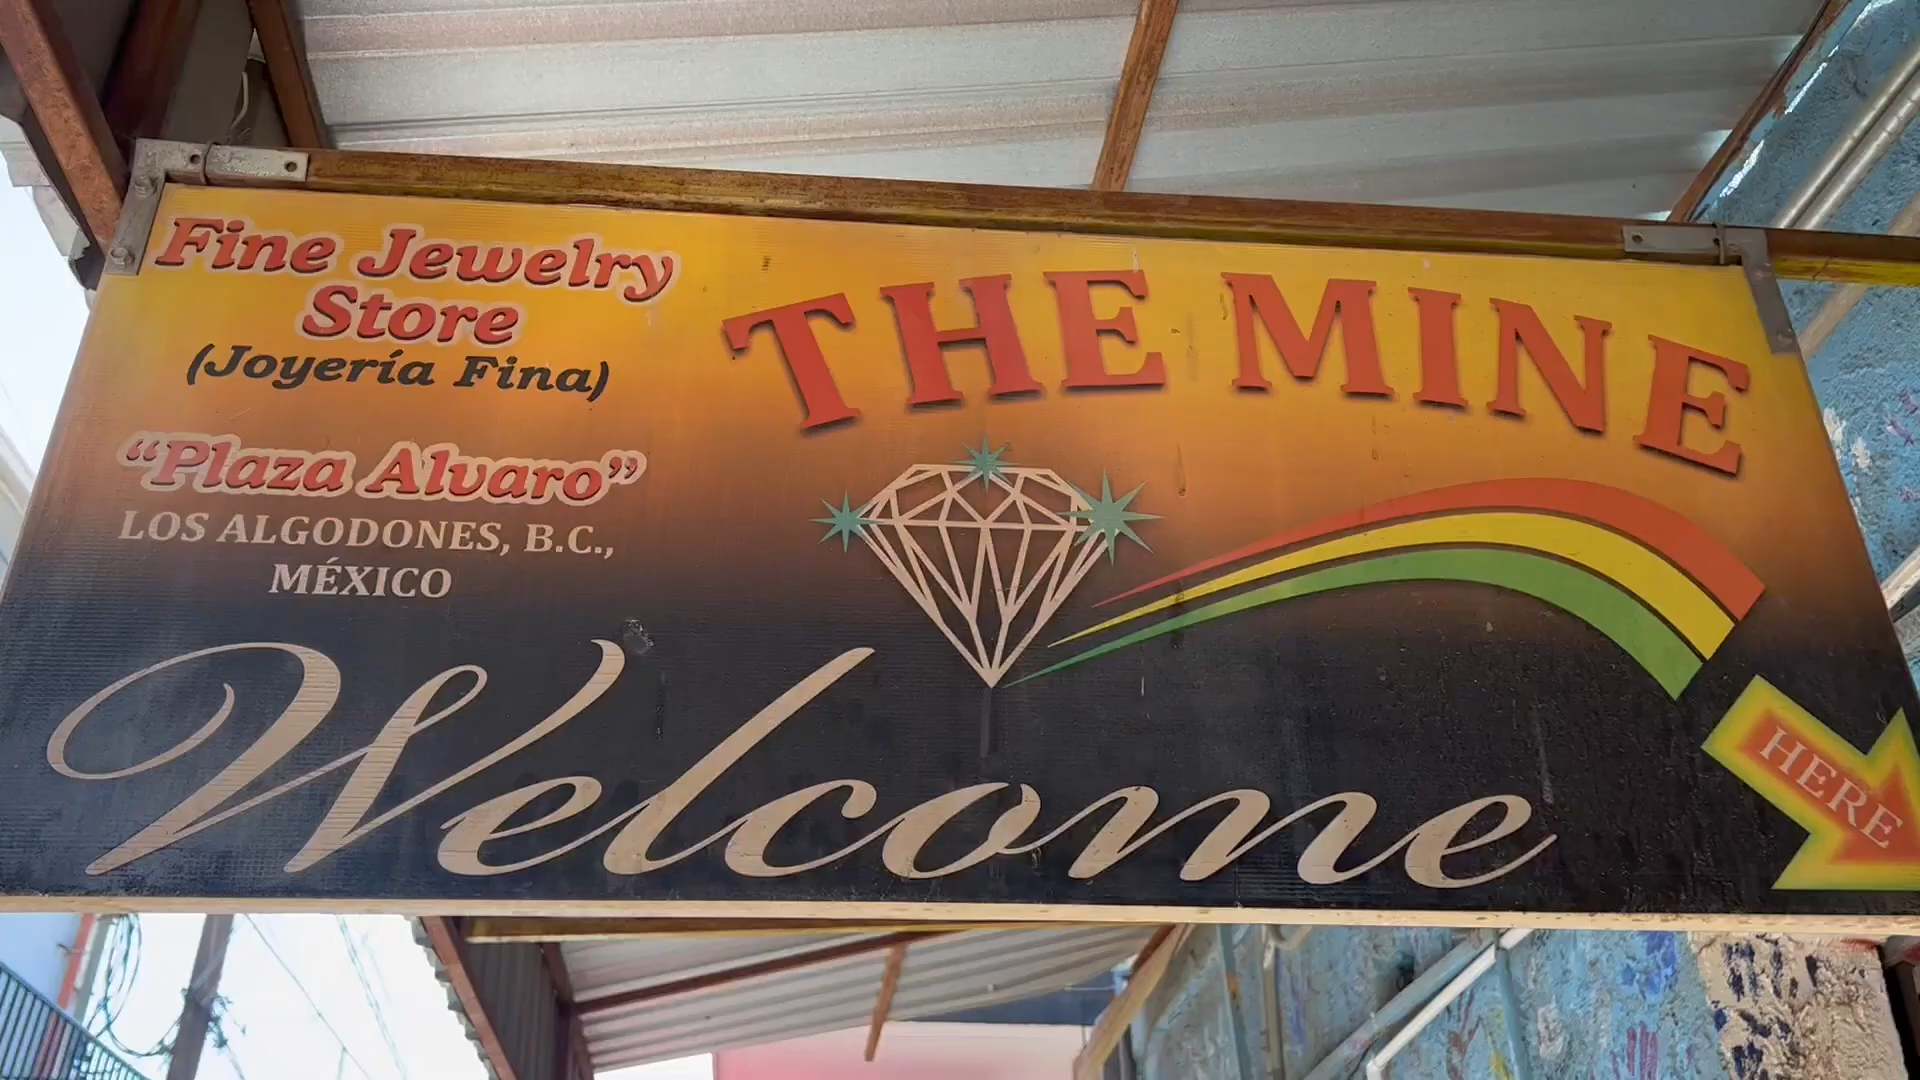 Fine Jewelry
Store
(Joyería Fina)
"Plaza Alvaro"
LOS ALGODONES, B.C.,
MÉXICO
THE MINE
Welcome
HERE